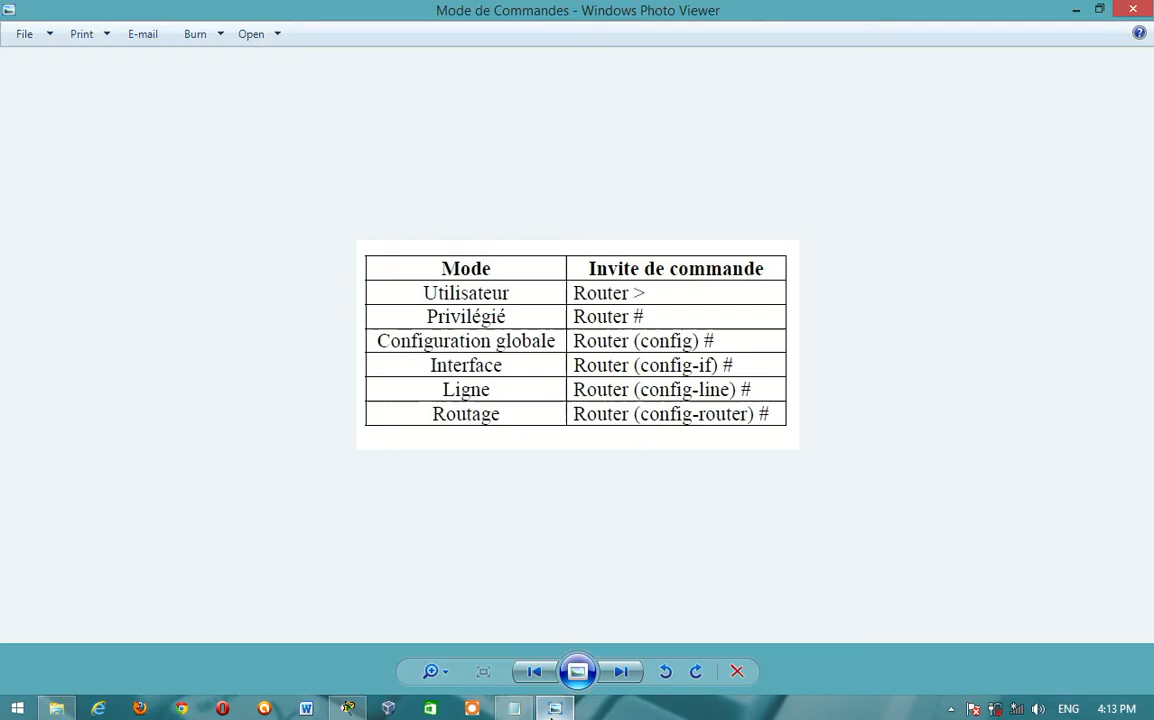 Mode de Commandes - Windows Photo Viewer
File Print E-mail Burn Open
Mode Invite de commande
Utilisateur Router >
Privilégié Router #
Configuration globale Router (config) #
Interface Router (config-if) #
Ligne Router (config-line) #
Routage Router (config-router) #
ENG 4:13 PM